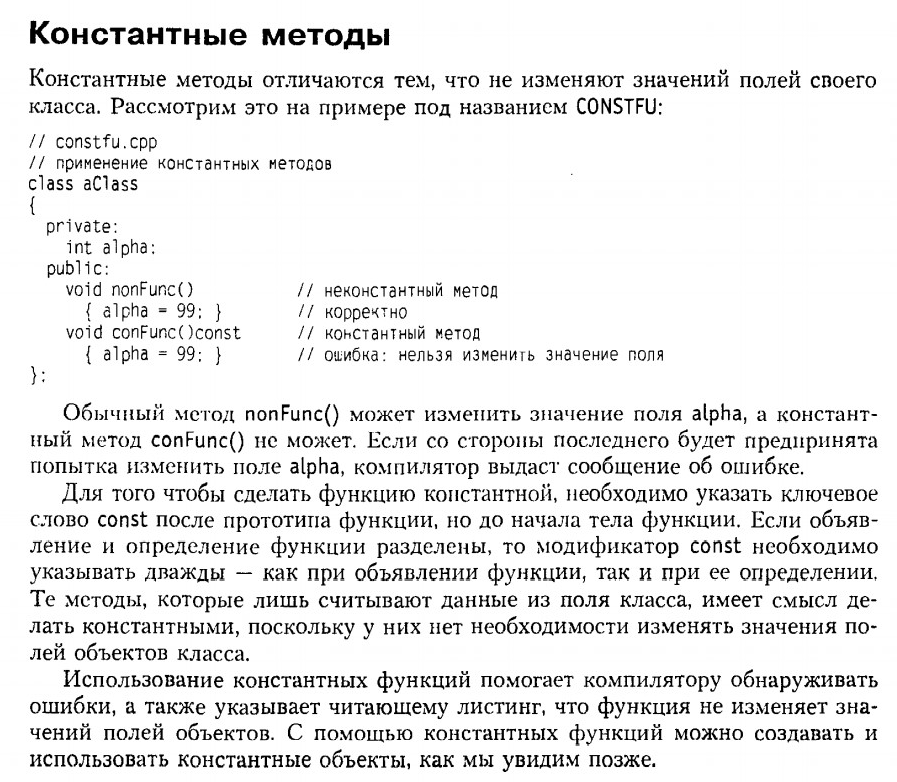 Константные методы
Константные методы отличаются тем, что не изменяют значений полей своего
класса. Рассмотрим это на примере под названием CONSTFU:
// constfu.cpp
// применение константных методов
class aClass
{
private:
int alpha:
public:
void nonFunc() // неконстантный метод
{ alpha = 99; } // корректно
void conFunc()const // константный метод
{ alpha = 99; } // ошибка: нельзя изменить значение поля
}:
Обычный метод nonFunc() может изменить значение поля alpha, а констант-
ный метод conFunc() не может. Если со стороны последнего будет предпринята
попытка изменить поле alpha, компилятор выдаст сообщение об ошибке.
Для того чтобы сделать функцию константной, необходимо указать ключевое
слово const после прототипа функции, но до начала тела функции. Если объяв-
ление и определение функции разделены, то модификатор const необходимо
указывать дважды — как при объявлении функции, так и при ее определении.
Те методы, которые лишь считывают данные из поля класса, имеет смысл де-
лать константными, поскольку у них нет необходимости изменять значения по-
лей объектов класса.
Использование константных функций помогает компилятору обнаруживать
ошибки, а также указывает читающему листинг, что функция не изменяет зна-
чений полей объектов. С помощью константных функций можно создавать и
использовать константные объекты, как мы увидим позже.